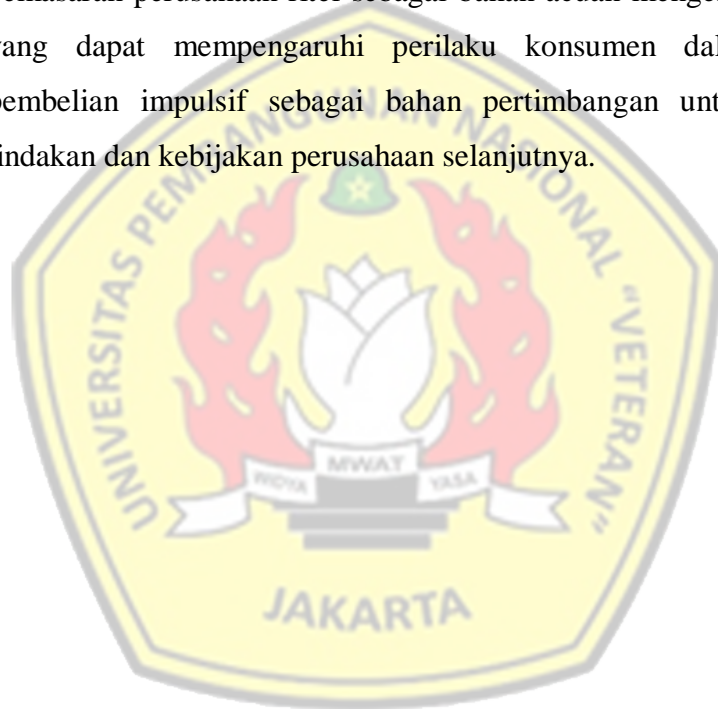 pemasaran perusahaan ritel sebagai bahan acuan mengen
yang dapat mempengaruhi perilaku konsumen dal
pembelian impulsif sebagai bahan pertimbangan unt
tindakan dan kebijakan perusahaan selanjutnya.
UNIVERSITAS PEMBANGUNAN NASIONAL "VETERAN"
WIDYA MWAT YASA
JAKARTA